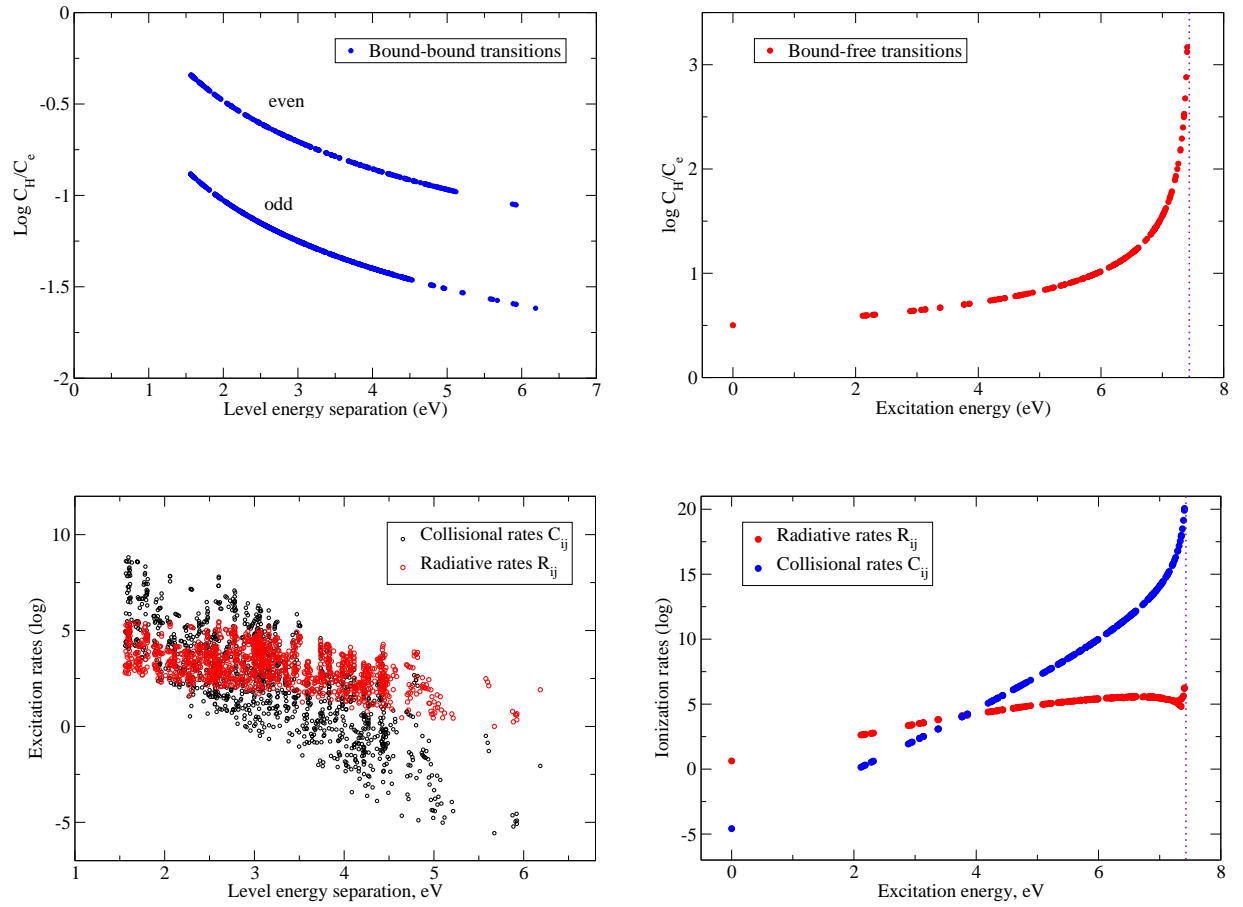 0
-0.5
-1
-1.5
-2
Log C_H/C_e
Bound-bound transitions
even
odd
0 1 2 3 4 5 6 7
Level energy separation (eV)
3
2
1
0
log C_H/C_e
Bound-free transitions
0 2 4 6 8
Excitation energy (eV)
10
5
0
-5
Excitation rates (log)
Collisional rates C_ij
Radiative rates R_ij
1 2 3 4 5 6
Level energy separation, eV
20
15
10
5
0
-5
Ionization rates (log)
Radiative rates R_ij
Collisional rates C_ij
0 2 4 6 8
Excitation energy, eV